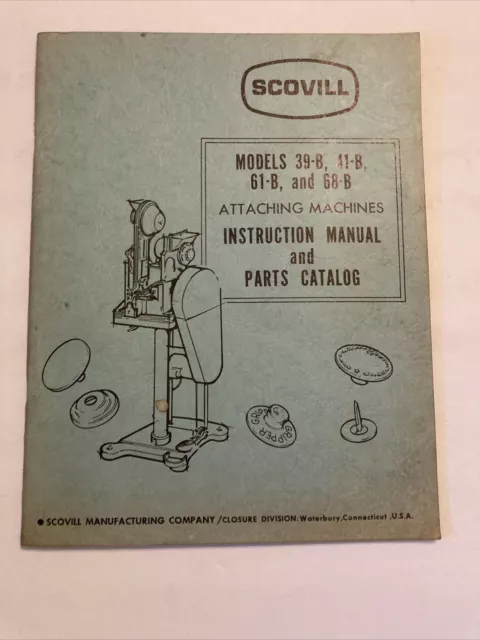 SCOVILL
MODELS 39-B, 41-B,
61-B, and 68-B
ATTACHING MACHINES
INSTRUCTION MANUAL
and
PARTS CATALOG
GRIPPER GRIP
● SCOVILL MANUFACTURING COMPANY/CLOSURE DIVISION. Waterbury, Connecticut, U.S.A.